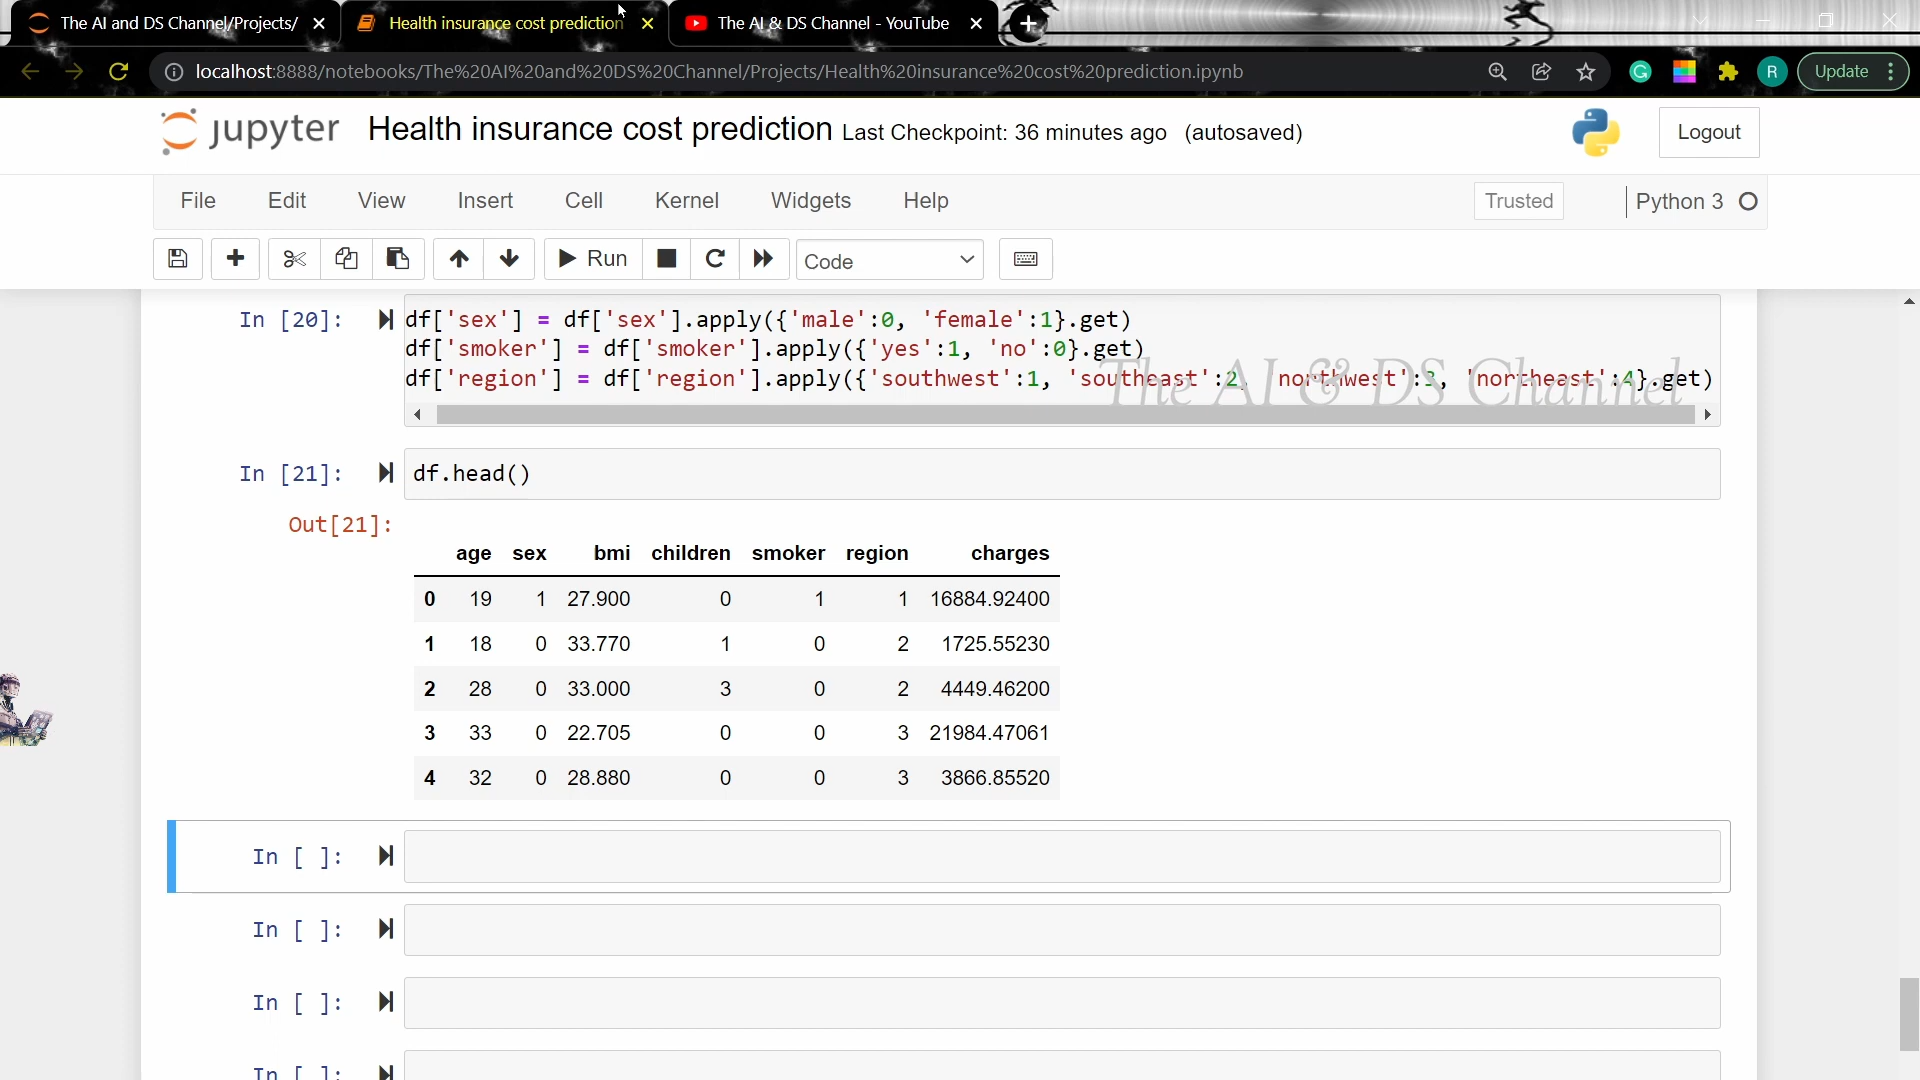 The AI and DS Channel/Projects/
Health insurance cost prediction
The AI & DS Channel - YouTube
localhost:8888/notebooks/The%20AI%20and%20DS%20Channel/Projects/Health%20insurance%20cost%20prediction.ipynb
R
Update
jupyter Health insurance cost prediction Last Checkpoint: 36 minutes ago (autosaved)
Logout
File Edit View Insert Cell Kernel Widgets Help
Trusted
Python 3
Run
Code
In [20]:
df['sex'] = df['sex'].apply({'male':0, 'female':1}.get)
df['smoker'] = df['smoker'].apply({'yes':1, 'no':0}.get)
df['region'] = df['region'].apply({'southwest':1, 'southeast':2, 'northwest':3, 'northeast':4}.get)
The AI & DS Channel
In [21]:
df.head()
Out[21]:
age sex bmi children smoker region charges
0 19 1 27.900 0 1 1 16884.92400
1 18 0 33.770 1 0 2 1725.55230
2 28 0 33.000 3 0 2 4449.46200
3 33 0 22.705 0 0 3 21984.47061
4 32 0 28.880 0 0 3 3866.85520
In [ ]:
In [ ]:
In [ ]:
In [ ]: